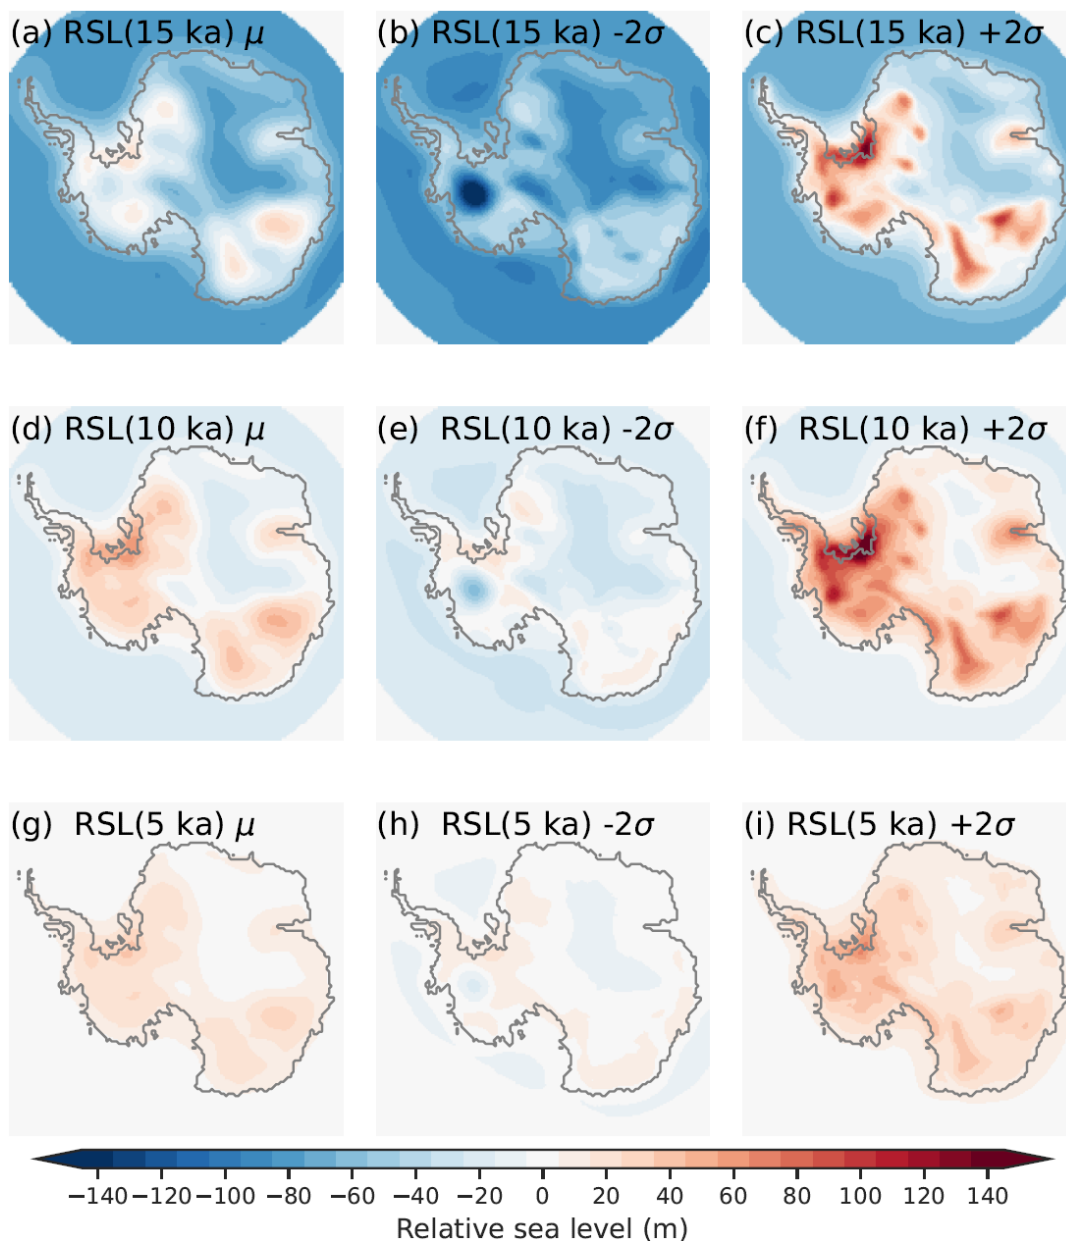 (a) RSL(15 ka) μ
(b) RSL(15 ka) -2σ
(c) RSL(15 ka) +2σ
(d) RSL(10 ka) μ
(e) RSL(10 ka) -2σ
(f) RSL(10 ka) +2σ
(g) RSL(5 ka) μ
(h) RSL(5 ka) -2σ
(i) RSL(5 ka) +2σ
−140 −120 −100 −80 −60 −40 −20 0 20 40 60 80 100 120 140
Relative sea level (m)